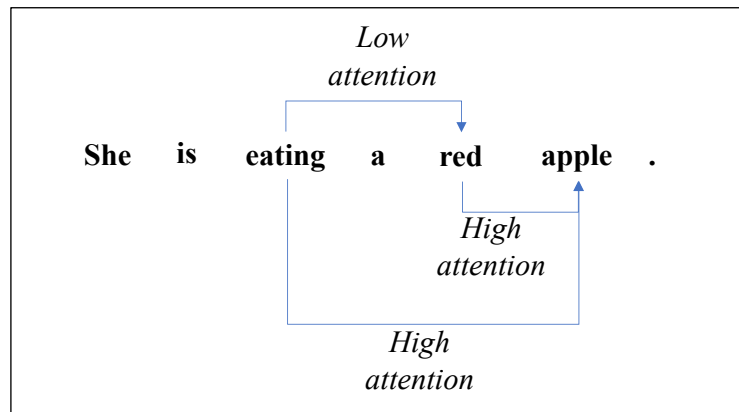 Low
attention
She is eating a red apple .
High
attention
High
attention